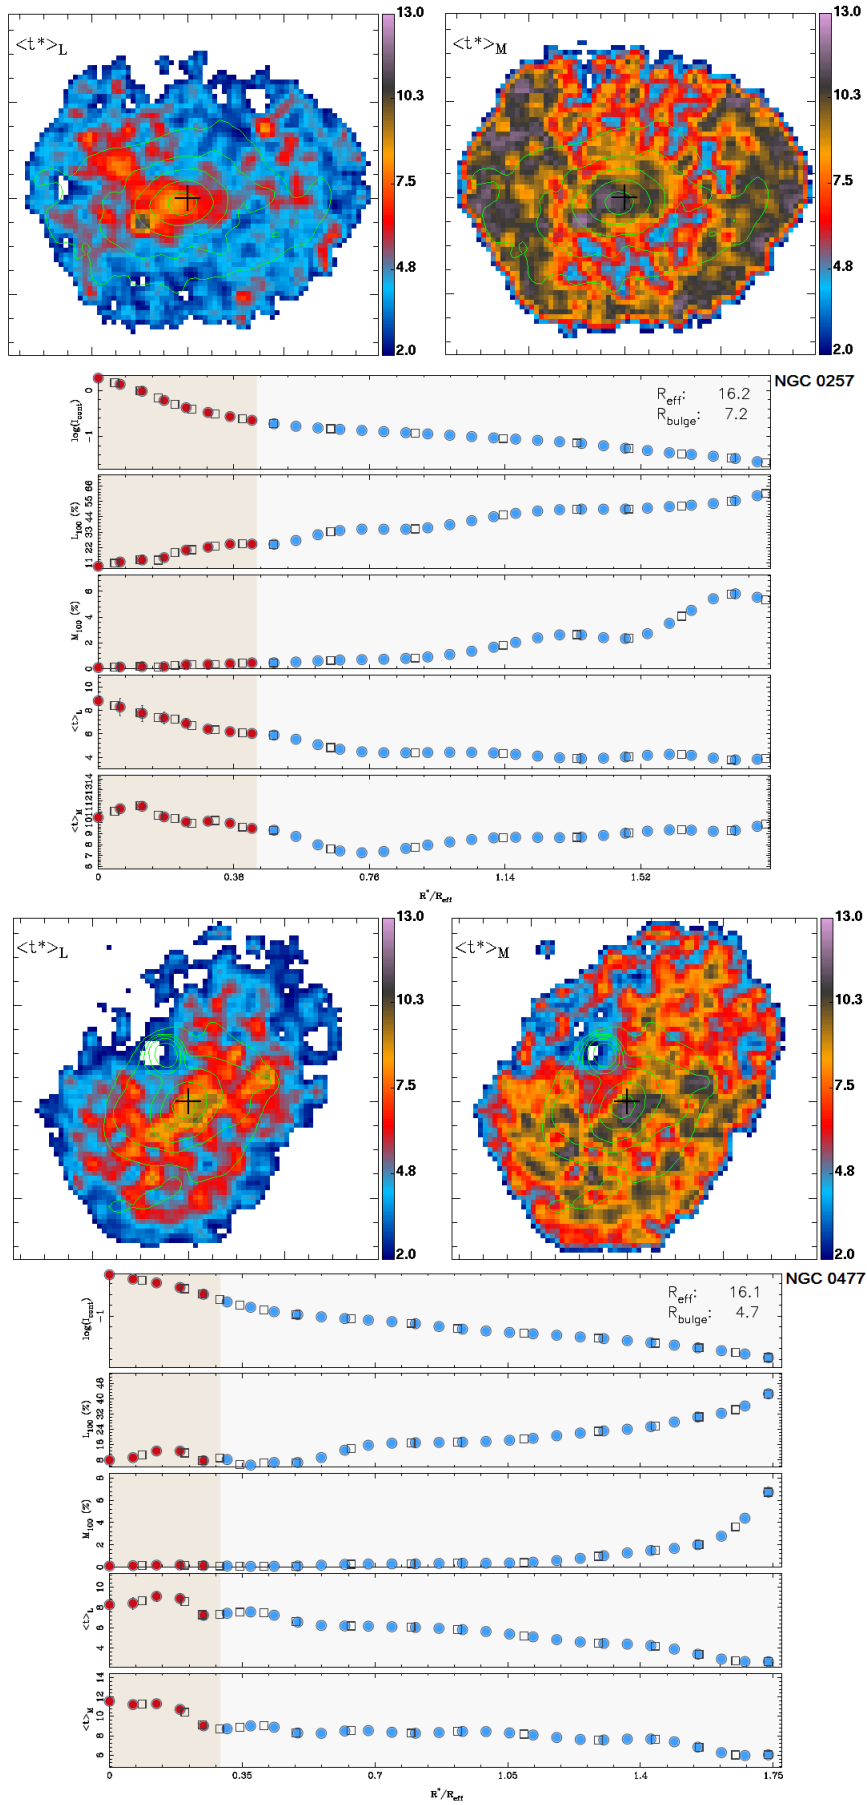 <t*>L
13.0
10.3
7.5
4.8
2.0
<t*>M
13.0
10.3
7.5
4.8
2.0
NGC 0257
Reff: 16.2
Rbulge: 7.2
log(Icont)
0
-1
L100 (%)
11 22 33 44 55 66
M100 (%)
0 2 4 6
<t>L
4 6 8 10
<t>M
6 7 8 9 10 11 12 13 14
0 0.38 0.76 1.14 1.52
R*/Reff
<t*>L
13.0
10.3
7.5
4.8
2.0
<t*>M
13.0
10.3
7.5
4.8
2.0
NGC 0477
Reff: 16.1
Rbulge: 4.7
log(Icont)
-1
L100 (%)
8 16 24 32 40 48
M100 (%)
0 2 4 6 8
<t>L
4 6 8 10
<t>M
6 8 10 12 14
0 0.35 0.7 1.05 1.4 1.75
R*/Reff